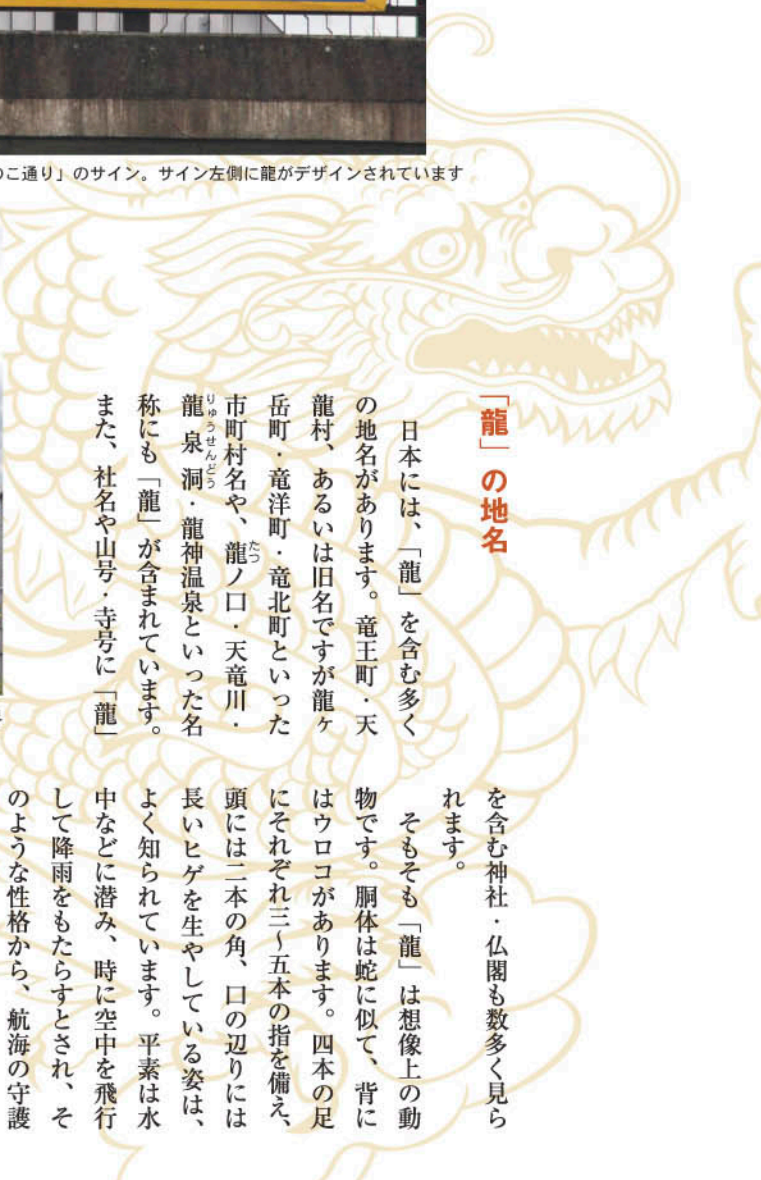 のこ通り」のサイン。サイン左側に龍がデザインされています
「龍」の地名
日本には、「龍」を含む多く
の地名があります。竜王町・天
龍村、あるいは旧名ですが龍ヶ
岳町・竜洋町・竜北町といった
市町村名や、龍ノ口・天竜川・
龍泉洞・龍神温泉といった名
称にも「龍」が含まれています。
また、社名や山号・寺号に「龍」
を含む神社・仏閣も数多く見ら
れます。
そもそも「龍」は想像上の動
物です。胴体は蛇に似て、背に
はウロコがあります。四本の足
にそれぞれ三〜五本の指を備え、
頭には二本の角、口の辺りには
長いヒゲを生やしている姿は、
よく知られています。平素は水
中などに潜み、時に空中を飛行
して降雨をもたらすとされ、そ
のような性格から、航海の守護
たつ
りゅうせんどう